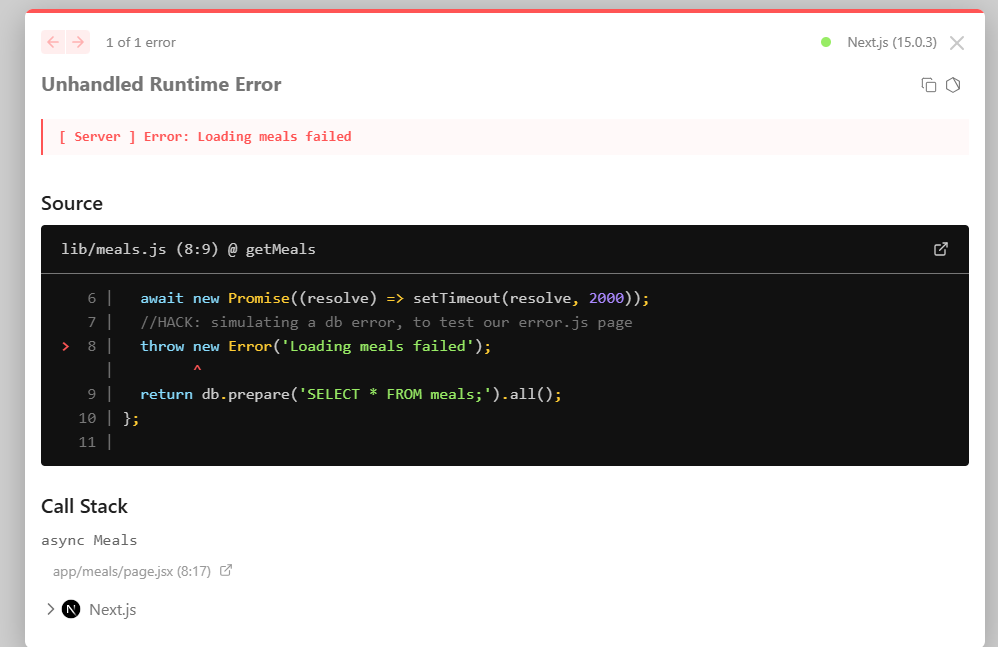 1 of 1 error
Next.js (15.0.3)
Unhandled Runtime Error
[ Server ] Error: Loading meals failed
Source
lib/meals.js (8:9) @ getMeals
6 |   await new Promise((resolve) => setTimeout(resolve, 2000));
7 |   //HACK: simulating a db error, to test our error.js page
> 8 |   throw new Error('Loading meals failed');
|         ^
9 |   return db.prepare('SELECT * FROM meals;').all();
10 | };
11 |
Call Stack
async Meals
app/meals/page.jsx (8:17)
N Next.js